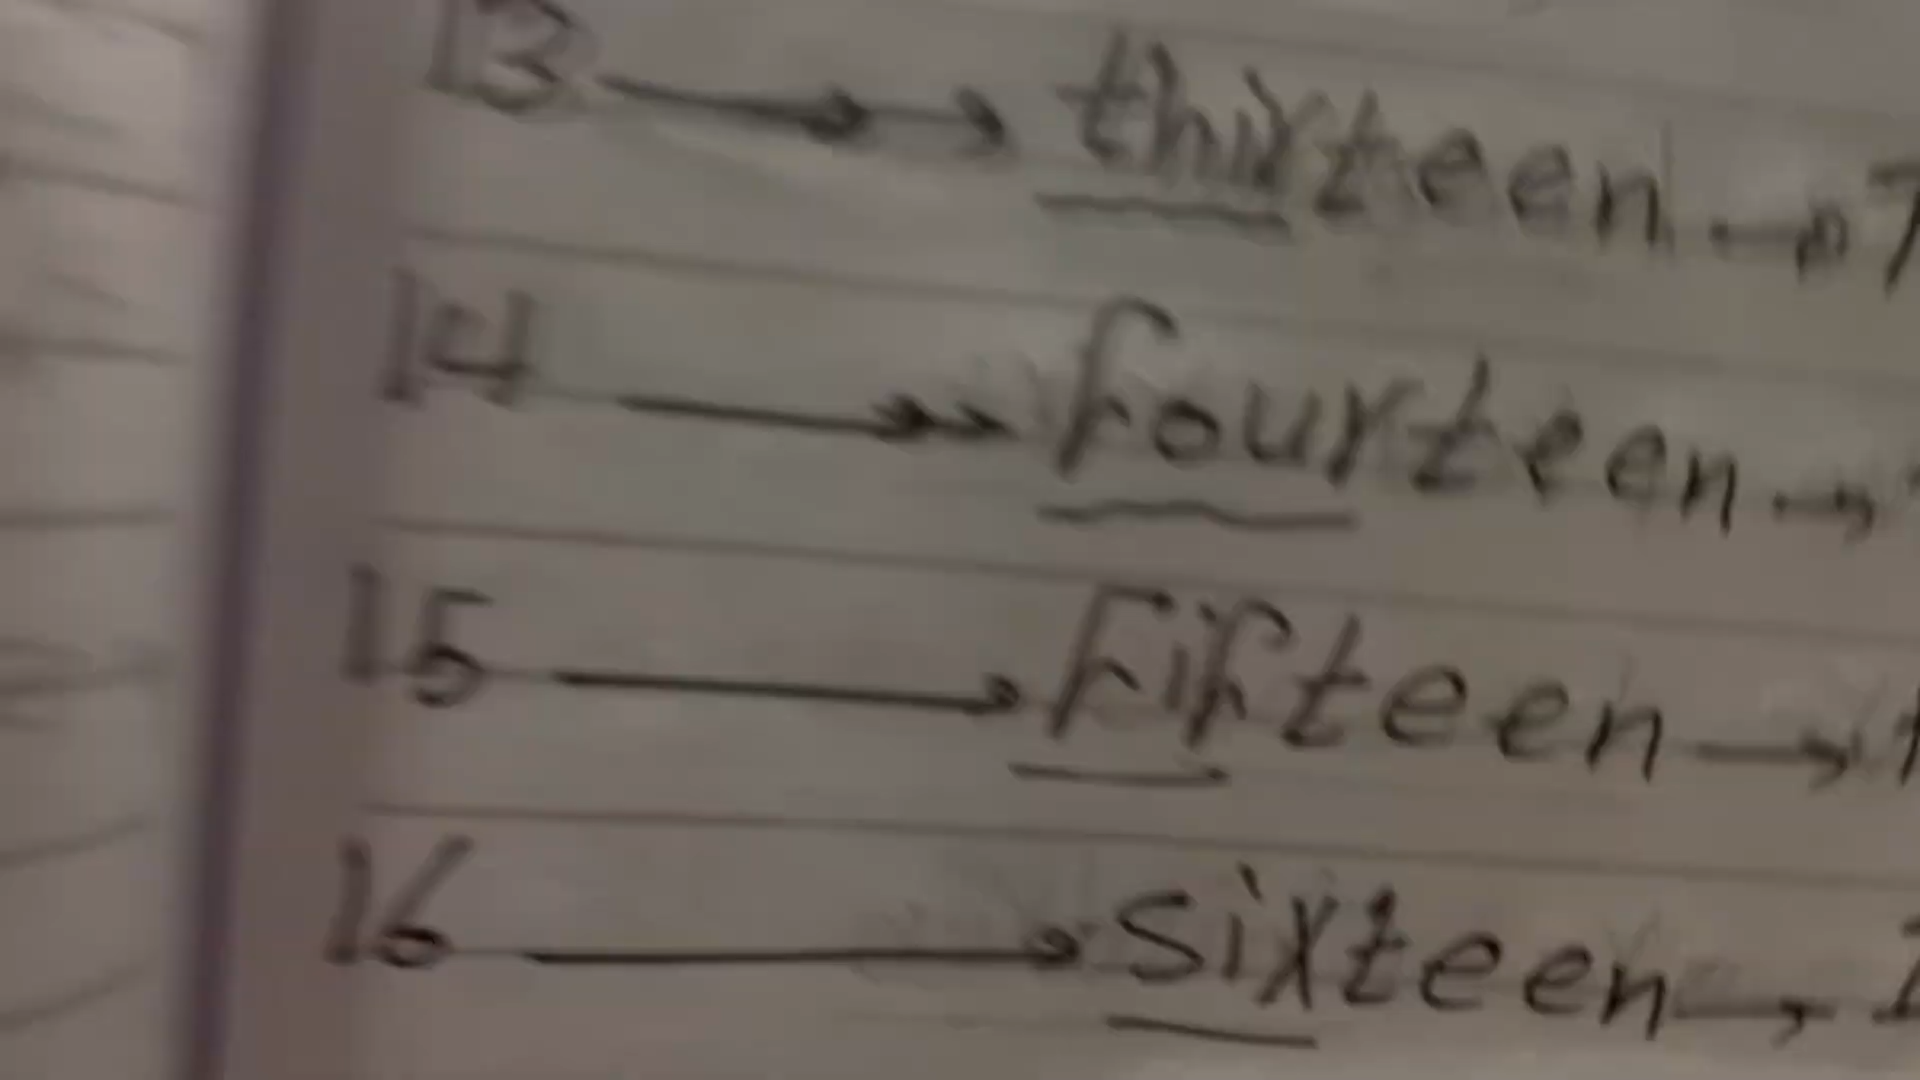 13 →→ thirteen →
14 →→ fourteen →
15 → Fifteen →
16 → sixteen →